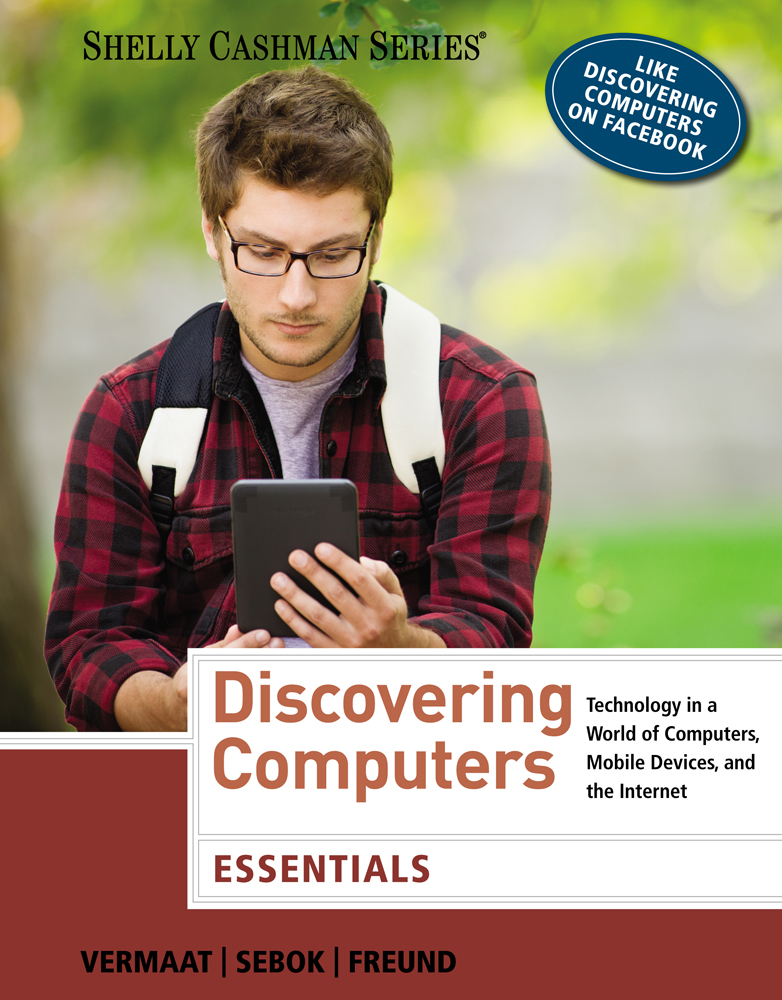 SHELLY CASHMAN SERIES®
LIKE
DISCOVERING
COMPUTERS
ON FACEBOOK
Discovering
Computers
Technology in a
World of Computers,
Mobile Devices, and
the Internet
ESSENTIALS
VERMAAT | SEBOK | FREUND